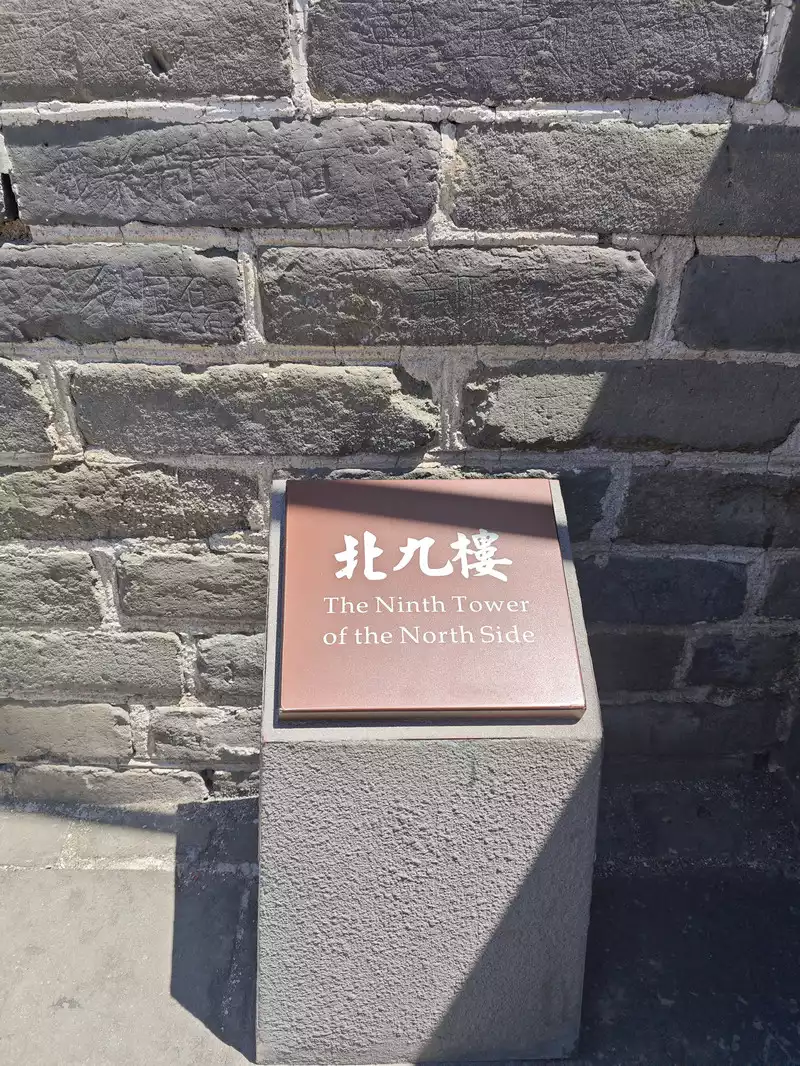 北九樓
The Ninth Tower
of the North Side